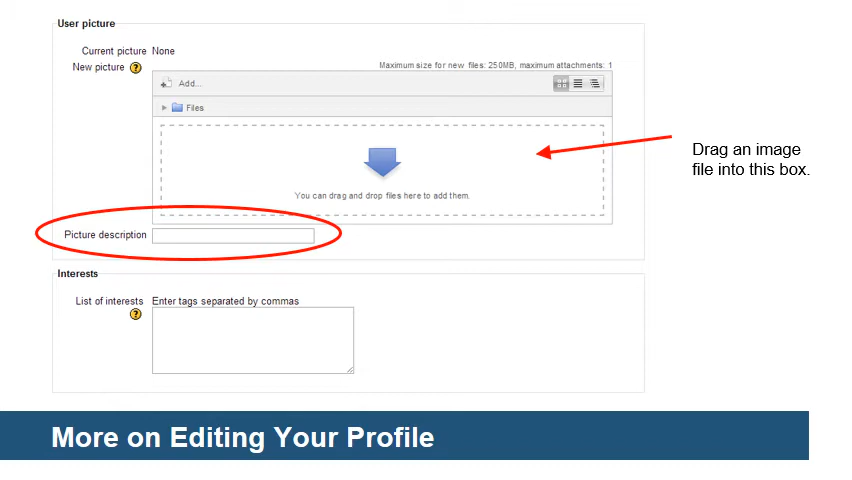 User picture
Current picture None
New picture ?
Maximum size for new files: 250MB, maximum attachments: 1
Add...
Files
You can drag and drop files here to add them.
Drag an image
file into this box.
Picture description
Interests
List of interests Enter tags separated by commas
?
More on Editing Your Profile